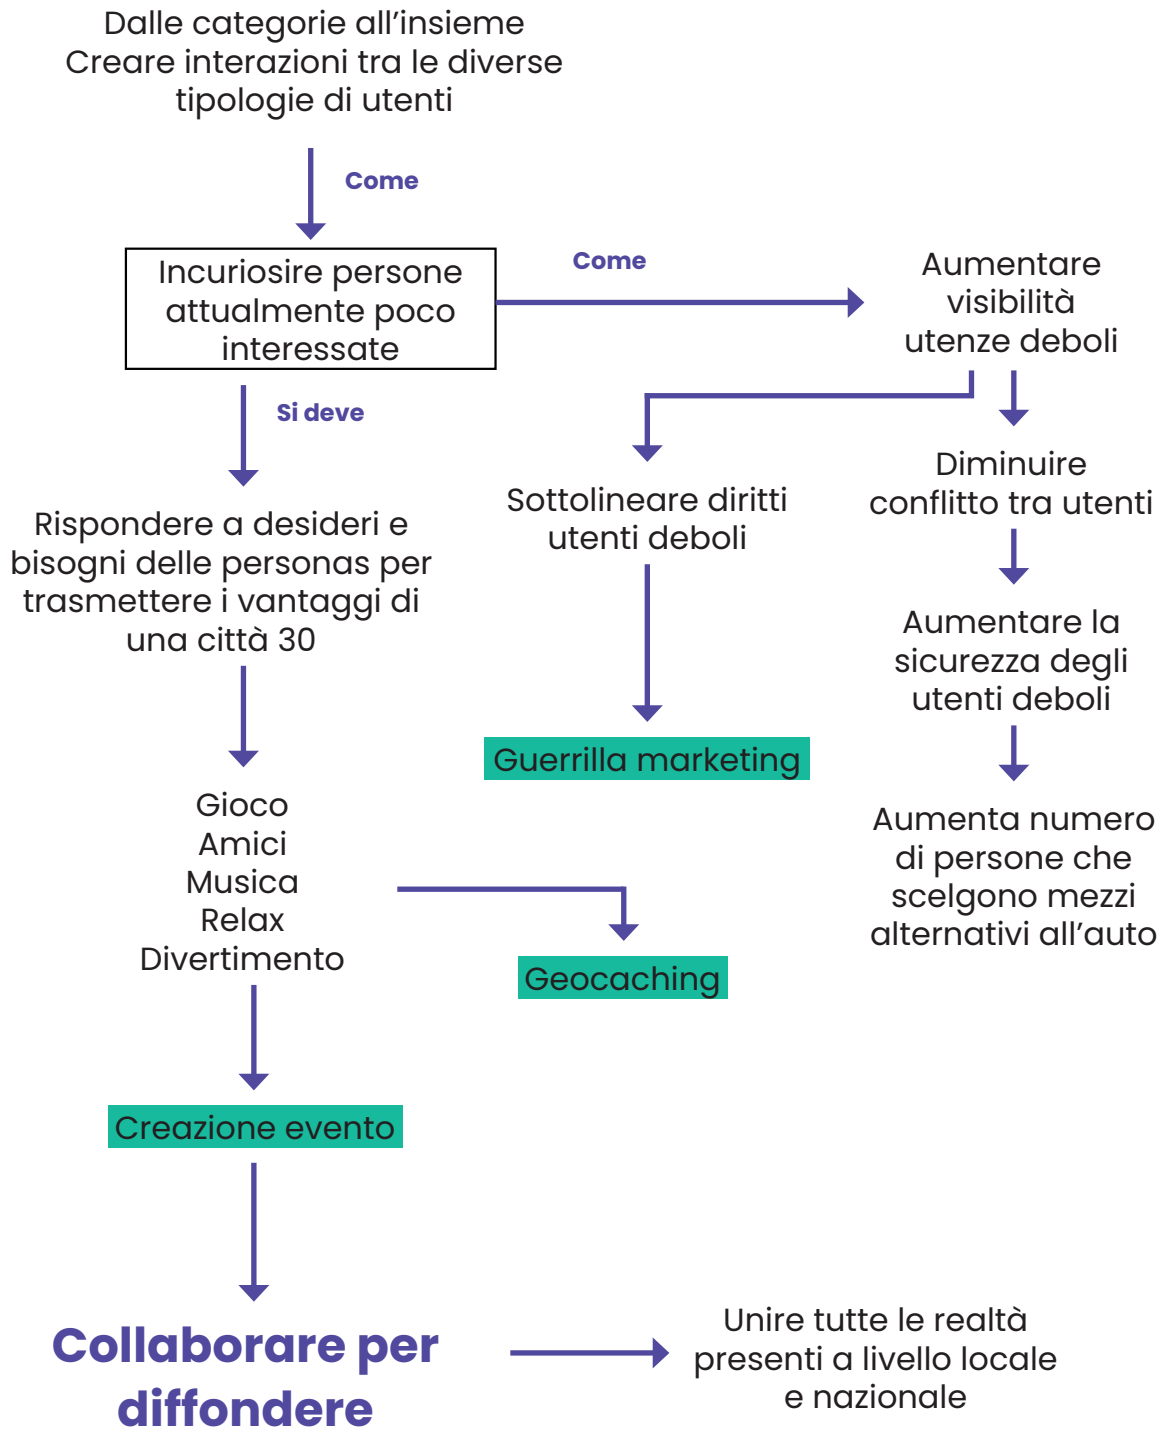 Dalle categorie all’insieme
Creare interazioni tra le diverse
tipologie di utenti
Come
Incuriosire persone
attualmente poco
interessate
Come
Aumentare
visibilità
utenze deboli
Si deve
Rispondere a desideri e
bisogni delle personas per
trasmettere i vantaggi di
una città 30
Sottolineare diritti
utenti deboli
Diminuire
conflitto tra utenti
Aumentare la
sicurezza degli
utenti deboli
Guerrilla marketing
Aumenta numero
di persone che
scelgono mezzi
alternativi all’auto
Gioco
Amici
Musica
Relax
Divertimento
Geocaching
Creazione evento
Collaborare per
diffondere
Unire tutte le realtà
presenti a livello locale
e nazionale